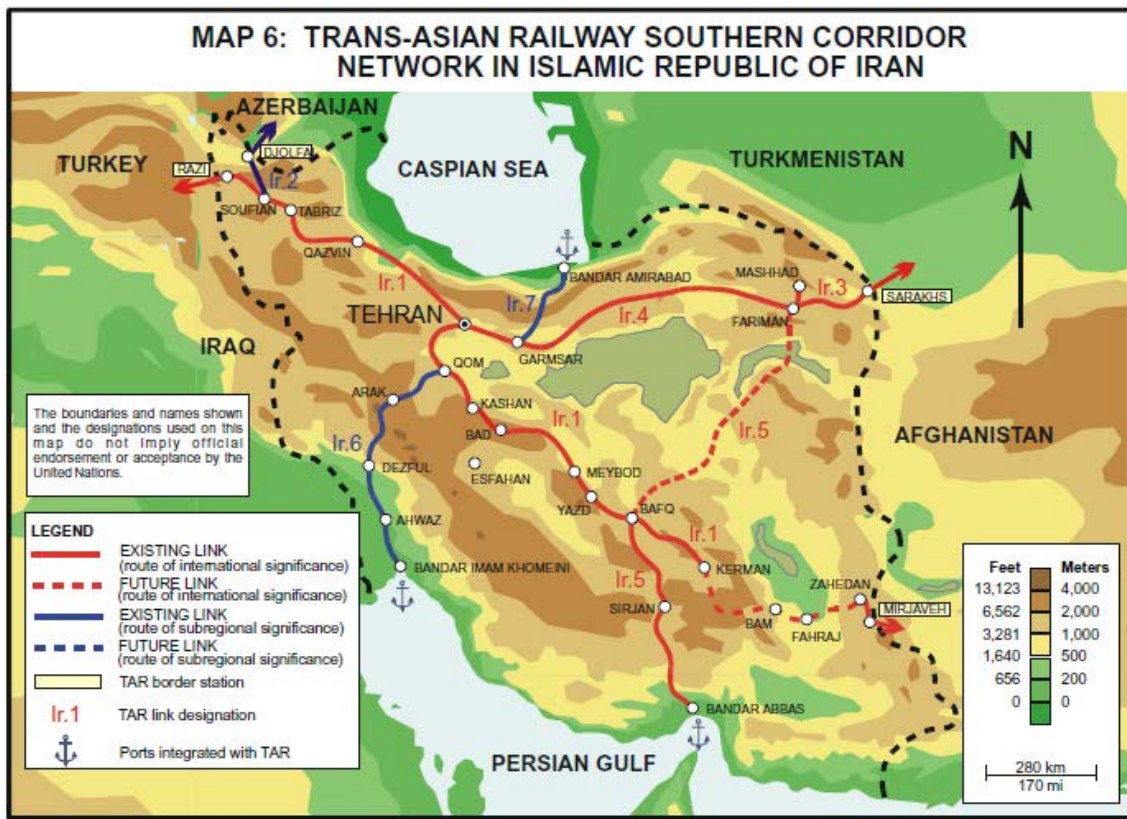 MAP 6: TRANS-ASIAN RAILWAY SOUTHERN CORRIDOR
NETWORK IN ISLAMIC REPUBLIC OF IRAN
AZERBAIJAN
TURKEY
CASPIAN SEA
TURKMENISTAN
N
DJOLFA
RAZI
Ir.2
SOUFIAN
TABRIZ
QAZVIN
Ir.1
BANDAR AMIRABAD
MASHHAD
Ir.3
SARAKHS
Ir.7
Ir.4
TEHRAN
FARIMAN
GARMSAR
IRAQ
QOM
ARAK
KASHAN
BAD
Ir.1
Ir.5
AFGHANISTAN
Ir.6
DEZFUL
ESFAHAN
MEYBOD
YAZD
BAFQ
AHWAZ
Ir.1
BANDAR IMAM KHOMEINI
Ir.5
KERMAN
ZAHEDAN
SIRJAN
BAM
MIRJAVEH
FAHRAJ
BANDAR ABBAS
PERSIAN GULF
The boundaries and names shown
and the designations used on this
map do not imply official
endorsement or acceptance by the
United Nations.
LEGEND
EXISTING LINK
(route of international significance)
FUTURE LINK
(route of international significance)
EXISTING LINK
(route of subregional significance)
FUTURE LINK
(route of subregional significance)
TAR border station
Ir.1 TAR link designation
Ports integrated with TAR
Feet Meters
13,123 4,000
6,562 2,000
3,281 1,000
1,640 500
656 200
0 0
280 km
170 mi